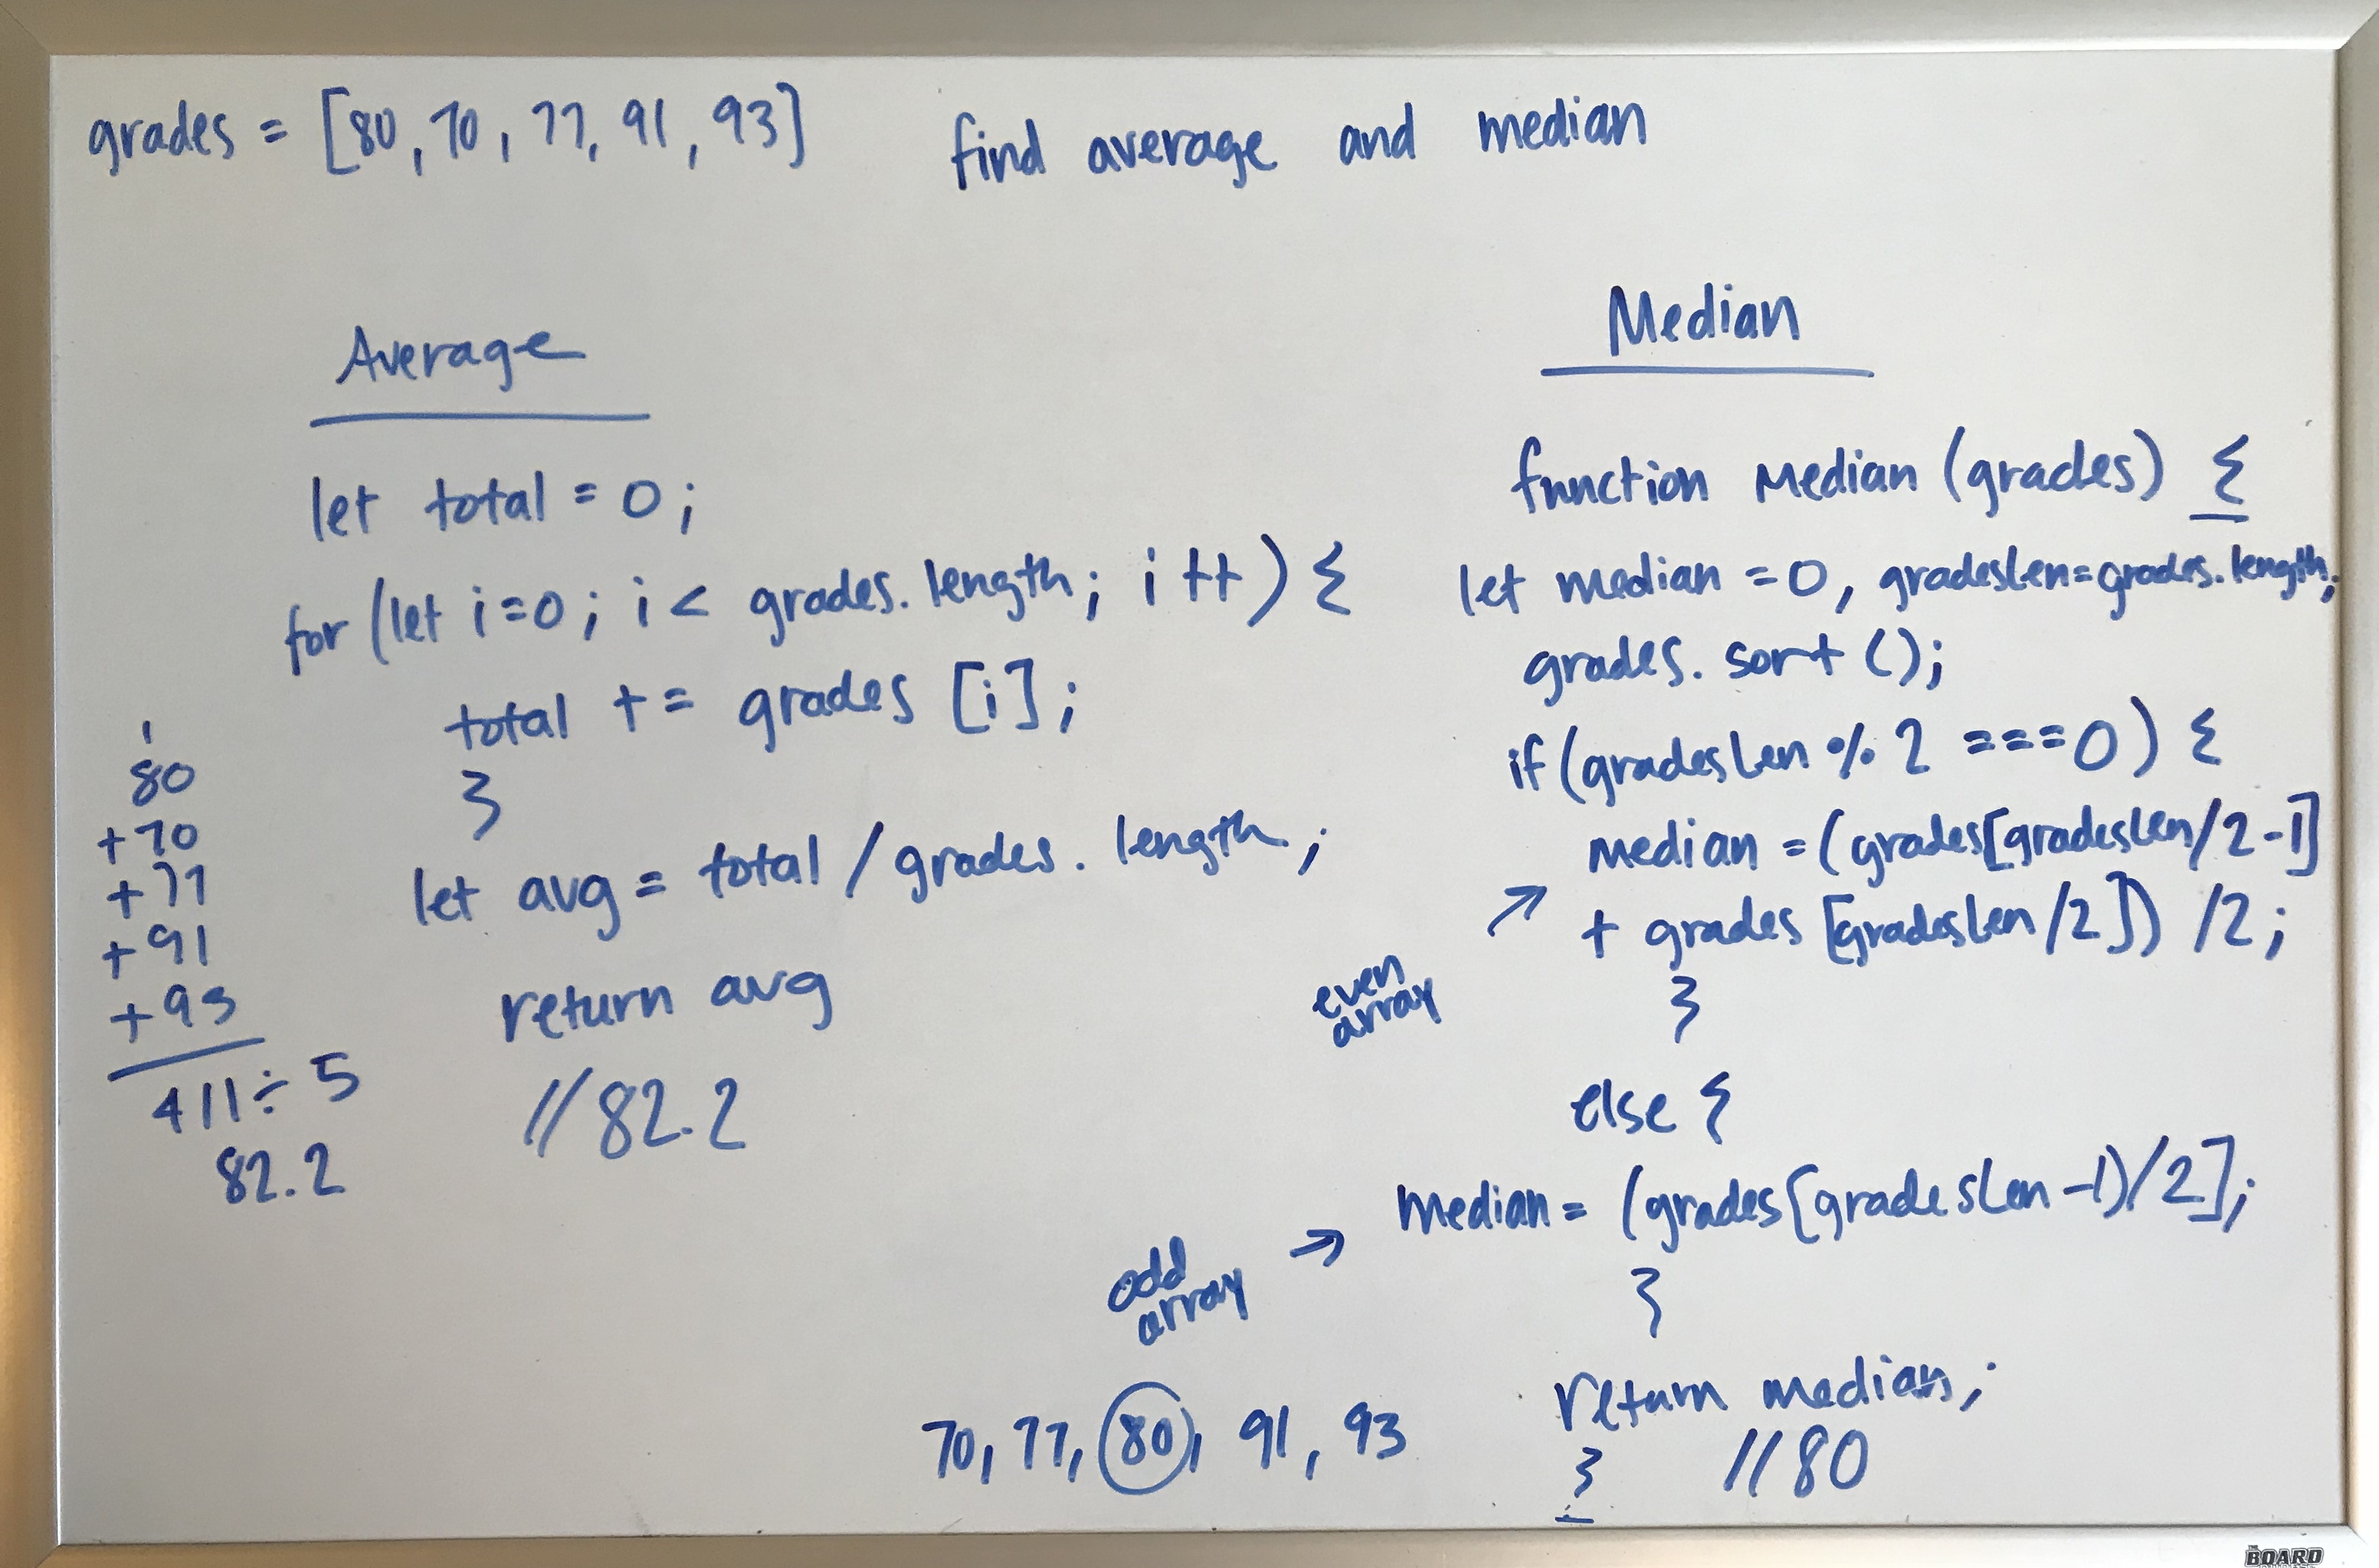 grades = [80, 70, 77, 91, 93]
find average and median
Average
let total = 0;
for (let i=0; i < grades.length; i++) {
total += grades [i];
}
let avg = total / grades.length;
return avg
//82.2
1
80
+70
+77
+91
+93
411÷5
82.2
Median
function Median (grades) {
let median = 0, gradeslen=grades.length;
grades.sort();
if (gradeslen % 2 === 0) {
median = (grades[gradeslen/2-1]
+ grades [gradeslen/2]) /2;
}
even
array
→
else {
median = (grades[gradeslen-1)/2];
}
odd
array
→
return median;
} //80
70, 77, 80, 91, 93
BOARD